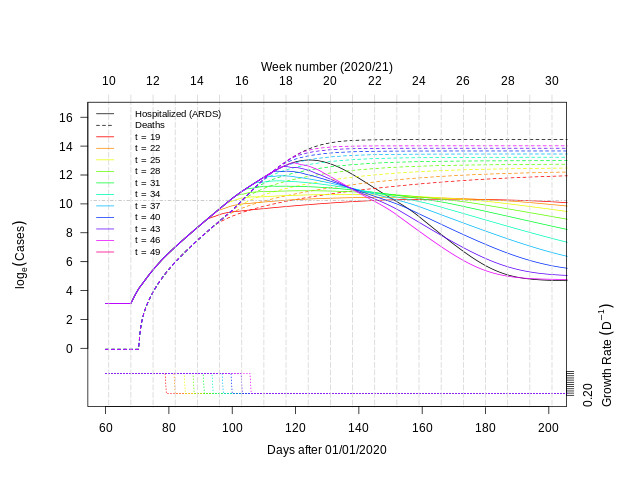 Week number (2020/21)
10 11 12 14 16 18 20 22 24 26 28 30
Hospitalized (ARDS)
Deaths
t = 19
t = 22
t = 25
t = 28
t = 31
t = 34
t = 37
t = 40
t = 43
t = 46
t = 49
16
14
12
10
8
6
4
2
0
logₑ(Cases)
0.20
Growth Rate (D⁻¹)
60 80 100 120 140 160 180 200
Days after 01/01/2020